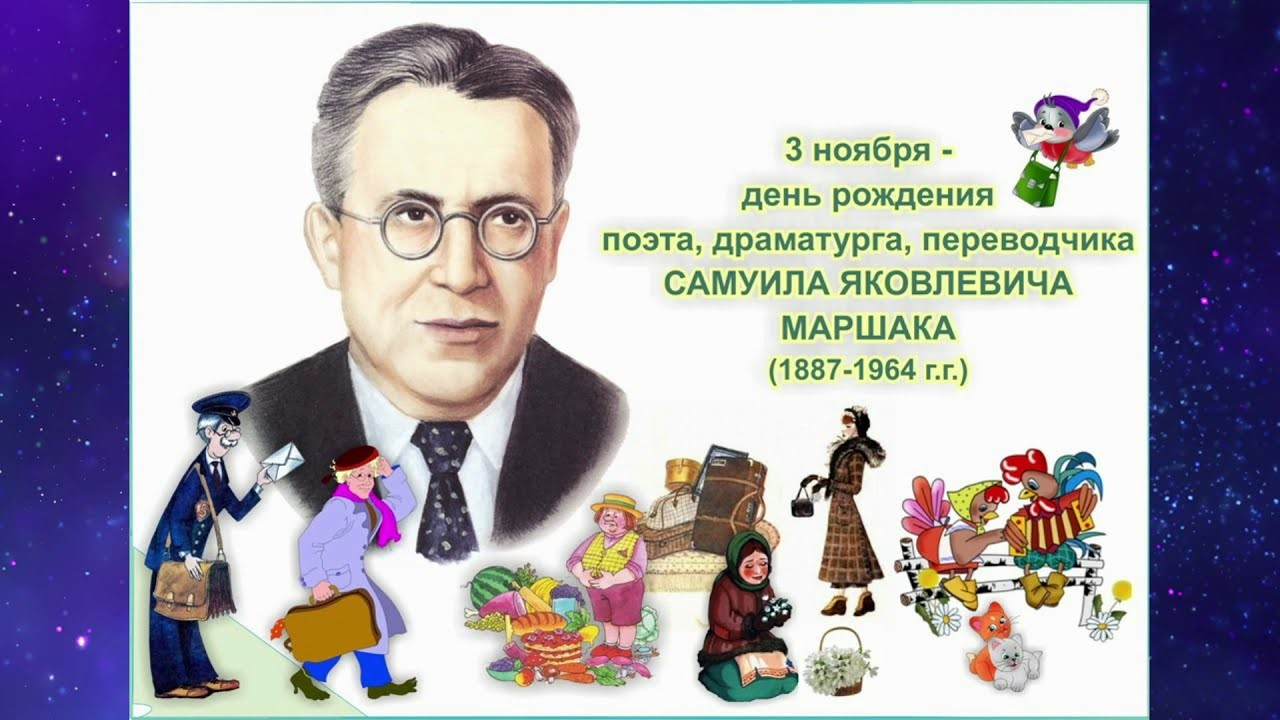 3 ноября -
день рождения
поэта, драматурга, переводчика
САМУИЛА ЯКОВЛЕВИЧА
МАРШАКА
(1887-1964 г.г.)